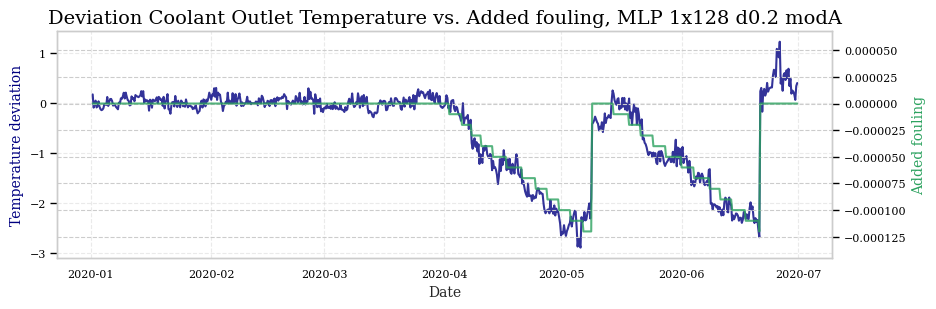 Deviation Coolant Outlet Temperature vs. Added fouling, MLP 1x128 d0.2 modA
Temperature deviation
1
0
−1
−2
−3
0.000050
0.000025
0.000000
−0.000025
−0.000050
−0.000075
−0.000100
−0.000125
Added fouling
2020-01 2020-02 2020-03 2020-04 2020-05 2020-06 2020-07
Date